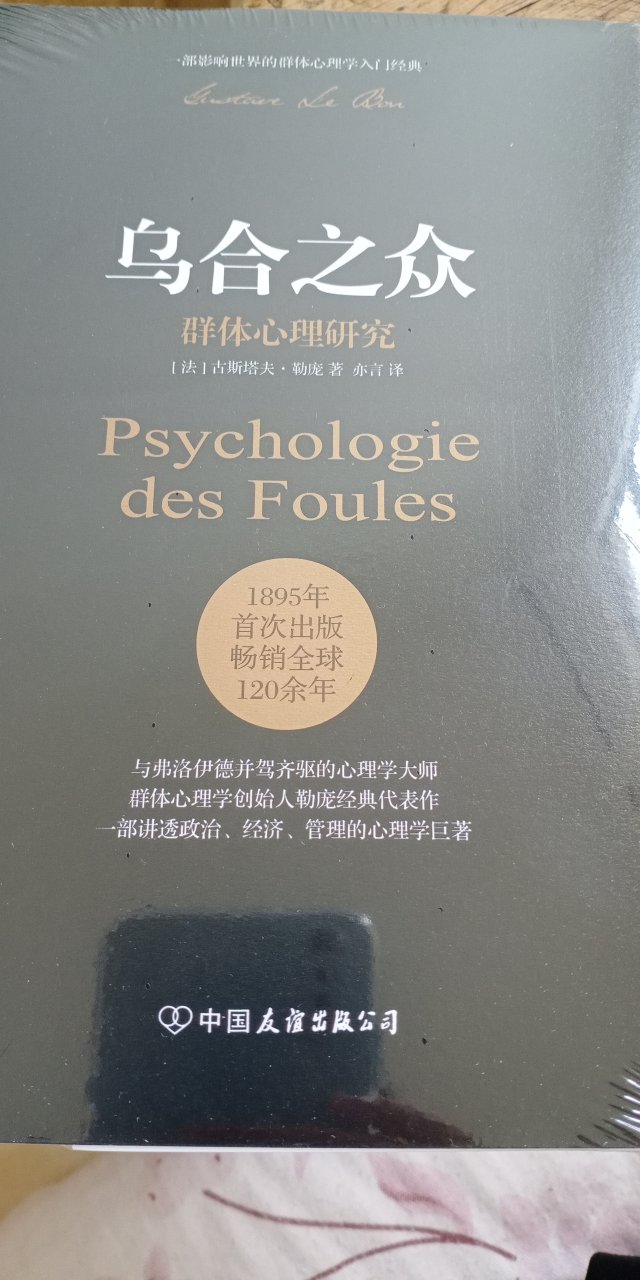 一部影响世界的群体心理学入门经典
Gustave Le Bon
乌合之众
群体心理研究
[法]古斯塔夫·勒庞 著 亦言 译
Psychologie
des Foules
1895年
首次出版
畅销全球
120余年
与弗洛伊德并驾齐驱的心理学大师
群体心理学创始人勒庞经典代表作
一部讲透政治、经济、管理的心理学巨著
中国友谊出版公司